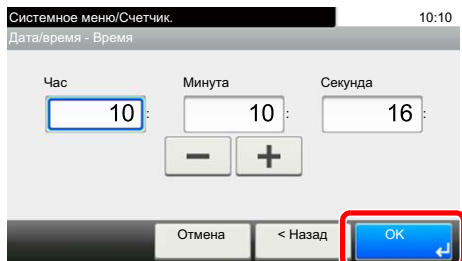 Системное меню/Счетчик. 10:10
Дата/время - Время
Час Минута Секунда
10 : 10 : 16 :
− +
Отмена < Назад OK